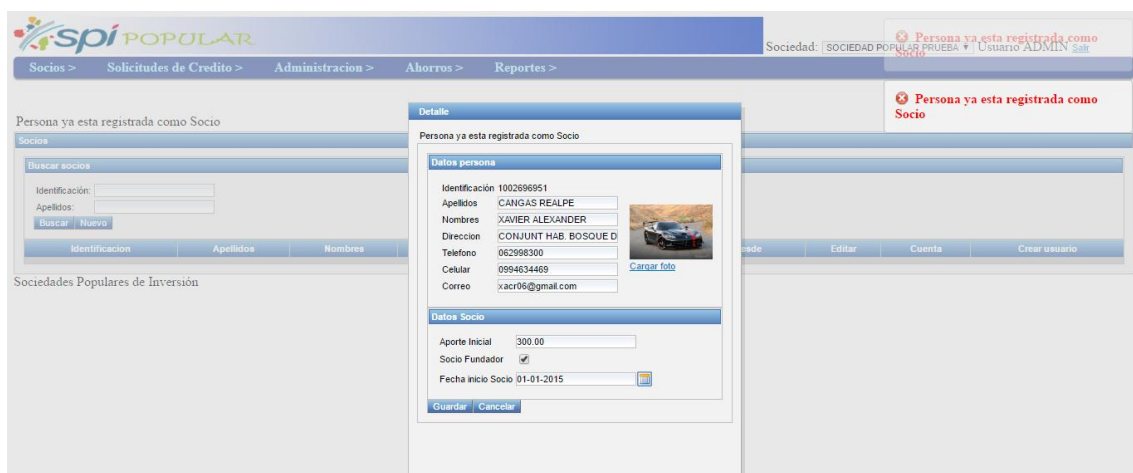 spi POPULAR
Sociedad: SOCIEDAD POPULAR PRUEBA Usuario ADMIN Salir
Persona ya esta registrada como Socio
Socios > Solicitudes de Credito > Administracion > Ahorros > Reportes >
Persona ya esta registrada como
Socio
Persona ya esta registrada como Socio
Socios
Buscar socios
Identificación:
Apellidos:
Buscar Nuevo
Identificacion Apellidos Nombres esde Editar Cuenta Crear usuario
Sociedades Populares de Inversión
Detalle
Persona ya esta registrada como Socio
Datos persona
Identificación 1002696951
Apellidos CANGAS REALPE
Nombres XAVIER ALEXANDER
Direccion CONJUNT HAB. BOSQUE D
Telefono 062998300
Celular 0994634469
Correo xacr06@gmail.com
Cargar foto
Datos Socio
Aporte Inicial 300.00
Socio Fundador
Fecha inicio Socio 01-01-2015
Guardar Cancelar